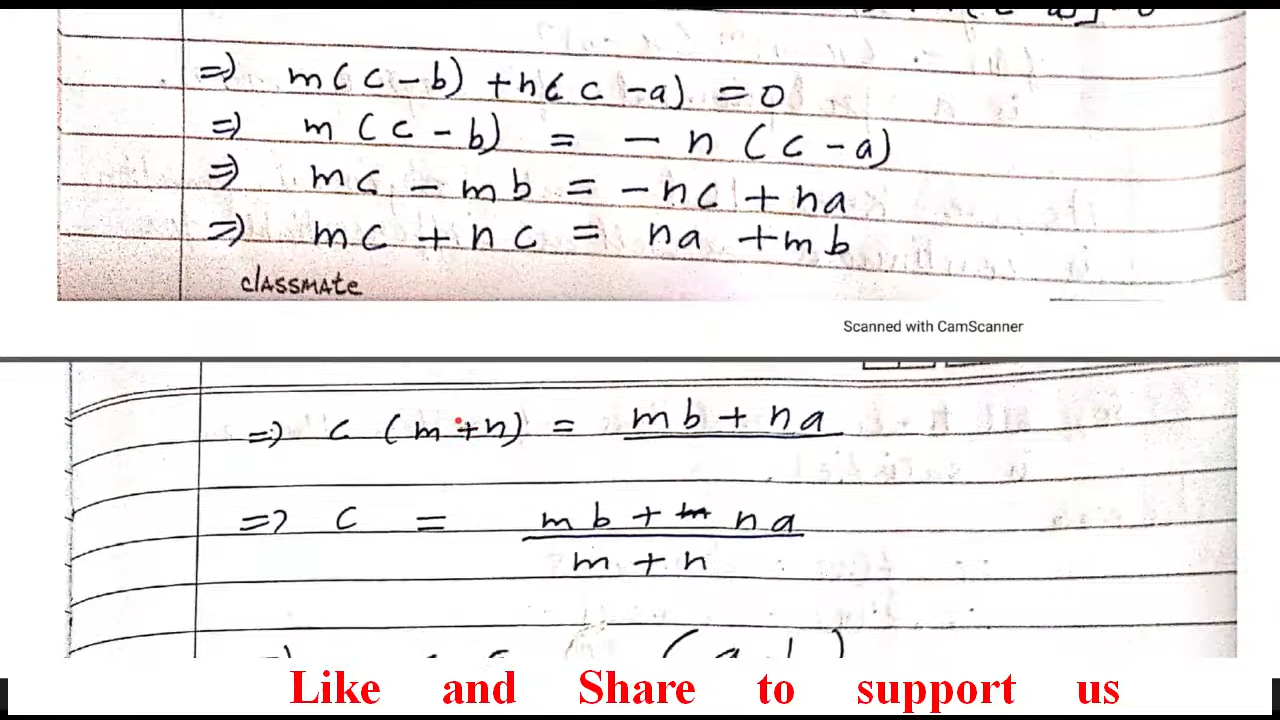 => m(c-b) +n(c-a) = 0
=> m(c-b) = -n(c-a)
=> mc - mb = -nc + na
=> mc + nc = na +mb
classmate
Scanned with CamScanner
=> c (m+n) = mb + na
=> c = mb + na
m + n
Like and Share to support us